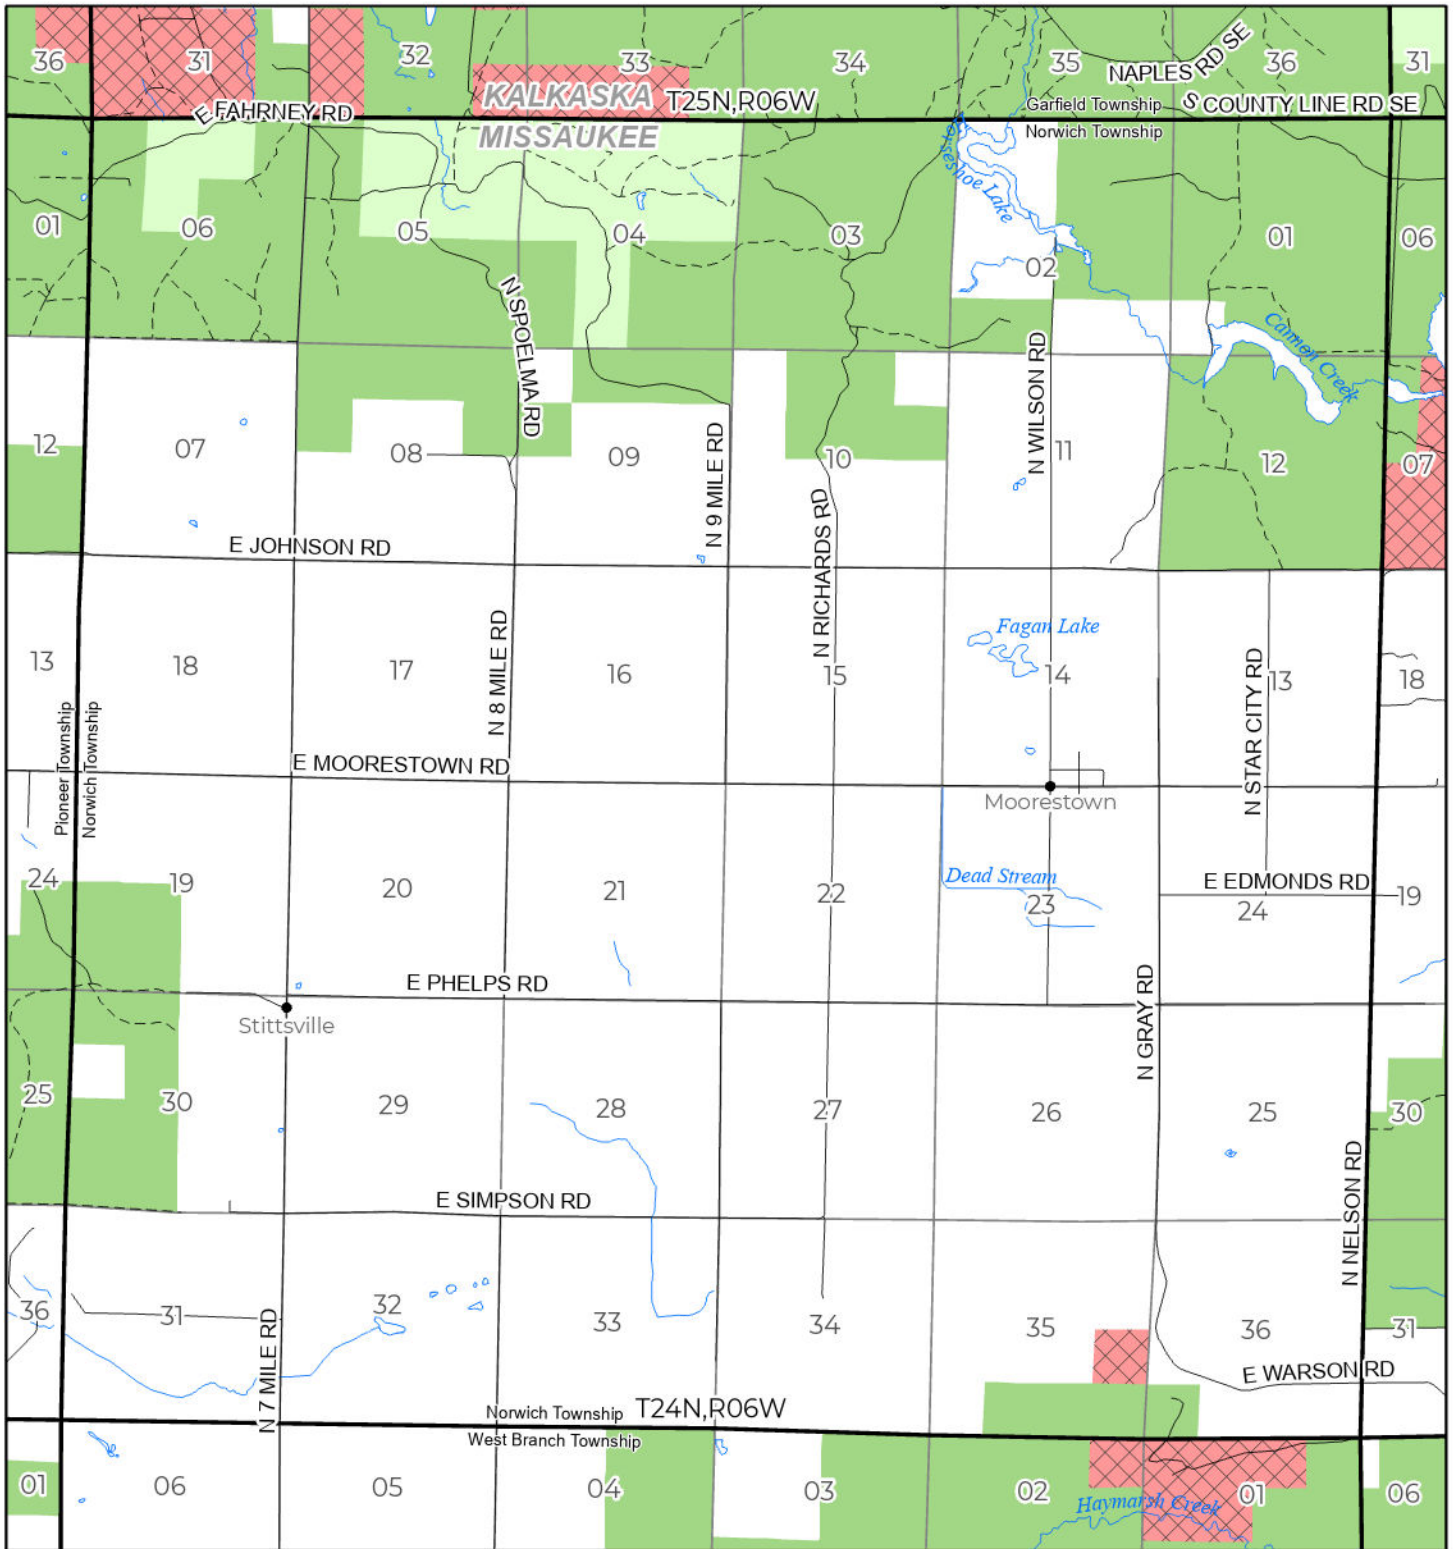 36
31
32
33
34
35
36
31
NAPLES RD SE
KALKASKA
T25N,R06W
Garfield Township
S COUNTY LINE RD SE
E FAHRNEY RD
MISSAUKEE
Norwich Township
Horseshoe Lake
01
06
05
04
03
02
01
06
N SPOELMA RD
Cannon Creek
N WILSON RD
12
07
08
09
10
11
12
07
N 9 MILE RD
N RICHARDS RD
E JOHNSON RD
Fagan Lake
N 8 MILE RD
N STAR CITY RD
13
18
17
16
15
14
13
18
Pioneer Township
Norwich Township
E MOORESTOWN RD
Moorestown
24
19
20
21
22
Dead Stream
23
E EDMONDS RD
24
19
E PHELPS RD
N GRAY RD
Stittsville
25
30
29
28
27
26
25
30
E SIMPSON RD
N NELSON RD
36
31
32
33
34
35
36
31
N 7 MILE RD
E WARSON RD
Norwich Township
T24N,R06W
West Branch Township
01
06
05
04
03
02
Haymarsh Creek
01
06